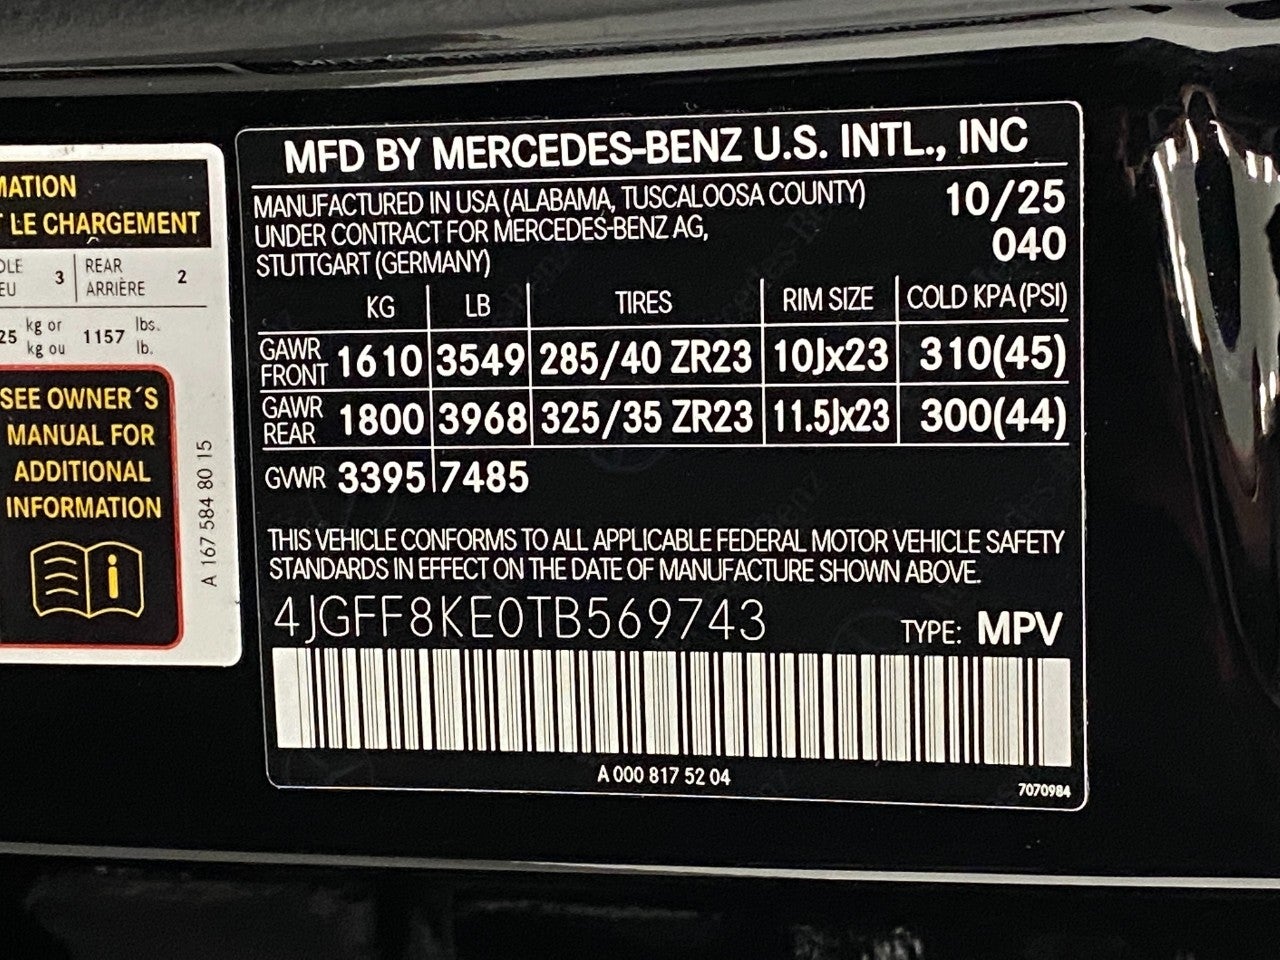 MATION
LE CHARGEMENT
3
REAR
ARRIÈRE
2
25 kg or
kg ou
1157 lbs.
lb.
SEE OWNER´S
MANUAL FOR
ADDITIONAL
INFORMATION
i
A 167 584 80 15
MFD BY MERCEDES-BENZ U.S. INTL., INC
MANUFACTURED IN USA (ALABAMA, TUSCALOOSA COUNTY)
UNDER CONTRACT FOR MERCEDES-BENZ AG,
STUTTGART (GERMANY)
10/25
040
KG LB TIRES RIM SIZE COLD KPA (PSI)
GAWR FRONT 1610 3549 285/40 ZR23 10Jx23 310(45)
GAWR REAR 1800 3968 325/35 ZR23 11.5Jx23 300(44)
GVWR 3395 7485
THIS VEHICLE CONFORMS TO ALL APPLICABLE FEDERAL MOTOR VEHICLE SAFETY
STANDARDS IN EFFECT ON THE DATE OF MANUFACTURE SHOWN ABOVE.
4JGFF8KE0TB569743
TYPE: MPV
A 000 817 52 04
7070984